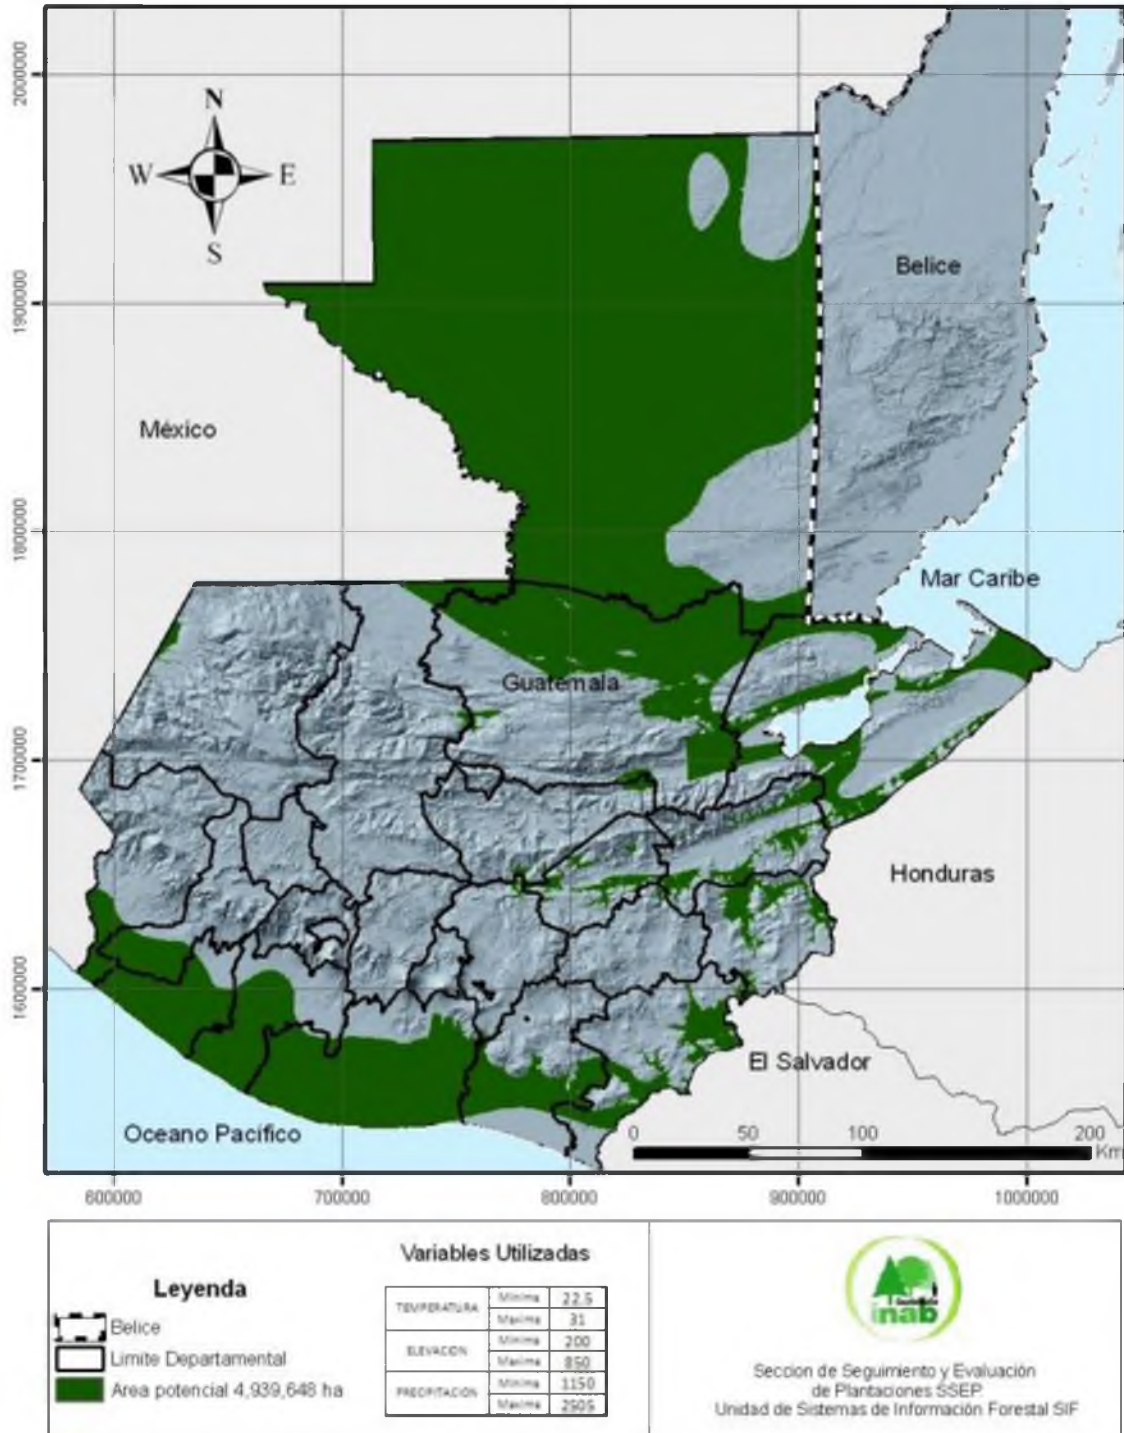 N
W E
S
2000000
1900000
1800000
1700000
1600000
Belice
México
Mar Caribe
Guatemala
Honduras
El Salvador
Oceano Pacífico
0 50 100 200
Km
600000 700000 800000 900000 1000000
Leyenda
Belice
Limite Departamental
Area potencial 4,939,648 ha
Variables Utilizadas
TEMPERATURA Minima 22.5
Maxima 31
ELEVACION Minima 200
Maxima 850
PRECIPITACION Minima 1150
Maxima 2505
inab
Seccion de Seguimiento y Evaluación
de Plantaciones SSEP
Unidad de Sistemas de Información Forestal SIF